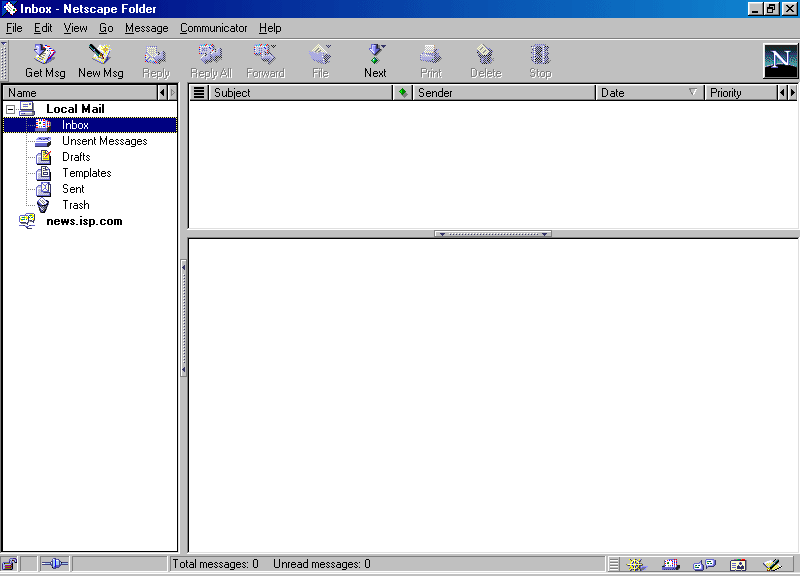 Inbox - Netscape Folder
File Edit View Go Message Communicator Help
Get Msg New Msg Reply Reply All Forward File Next Print Delete Stop
N
Name Subject Sender Date Priority
Local Mail
Inbox
Unsent Messages
Drafts
Templates
Sent
Trash
news.isp.com
Total messages: 0 Unread messages: 0